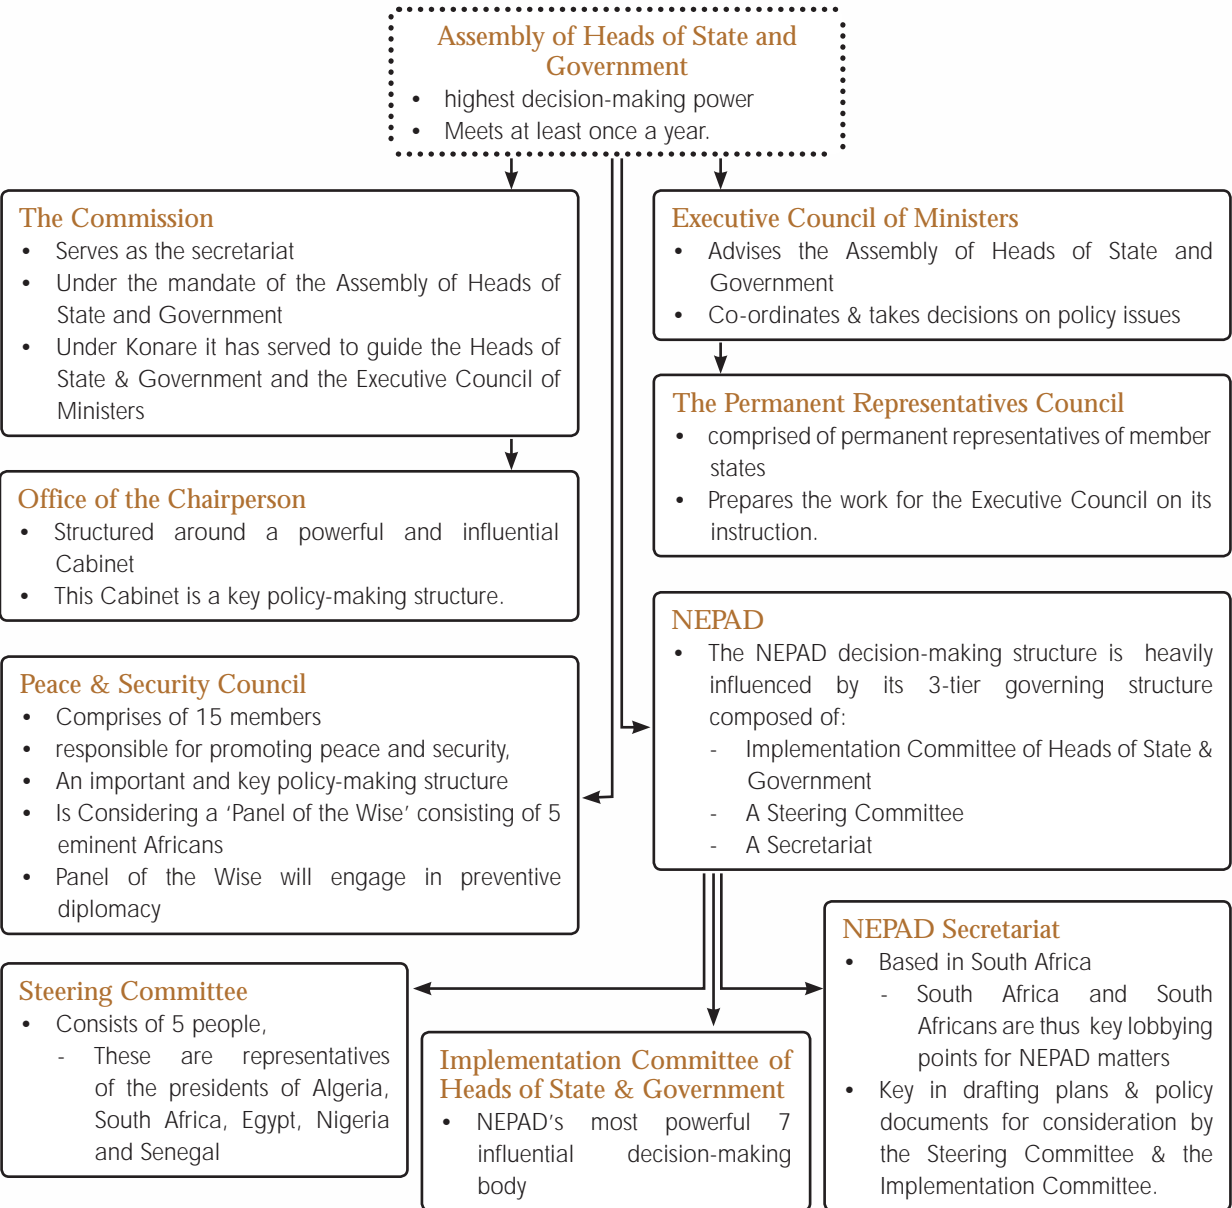 Assembly of Heads of State and
Government
• highest decision-making power
• Meets at least once a year.
The Commission
• Serves as the secretariat
• Under the mandate of the Assembly of Heads of
State and Government
• Under Konare it has served to guide the Heads of
State & Government and the Executive Council of
Ministers
Executive Council of Ministers
• Advises the Assembly of Heads of State and
Government
• Co-ordinates & takes decisions on policy issues
The Permanent Representatives Council
• comprised of permanent representatives of member
states
• Prepares the work for the Executive Council on its
instruction.
Office of the Chairperson
• Structured around a powerful and influential
Cabinet
• This Cabinet is a key policy-making structure.
NEPAD
• The NEPAD decision-making structure is heavily
influenced by its 3-tier governing structure
composed of:
- Implementation Committee of Heads of State &
Government
- A Steering Committee
- A Secretariat
Peace & Security Council
• Comprises of 15 members
• responsible for promoting peace and security,
• An important and key policy-making structure
• Is Considering a ‘Panel of the Wise’ consisting of 5
eminent Africans
• Panel of the Wise will engage in preventive
diplomacy
Steering Committee
• Consists of 5 people,
- These are representatives
of the presidents of Algeria,
South Africa, Egypt, Nigeria
and Senegal
Implementation Committee of
Heads of State & Government
• NEPAD’s most powerful 7
influential decision-making
body
NEPAD Secretariat
• Based in South Africa
- South Africa and South
Africans are thus key lobbying
points for NEPAD matters
• Key in drafting plans & policy
documents for consideration by
the Steering Committee & the
Implementation Committee.